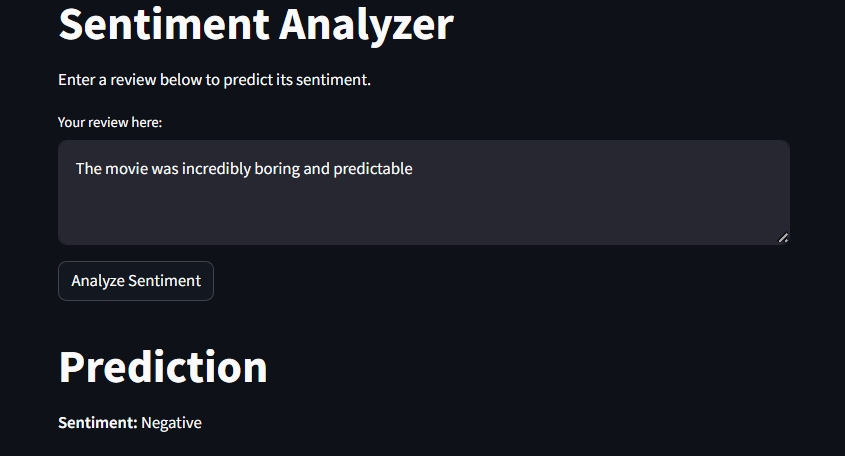 Sentiment Analyzer
Enter a review below to predict its sentiment.
Your review here:
The movie was incredibly boring and predictable
Analyze Sentiment
Prediction
Sentiment: Negative